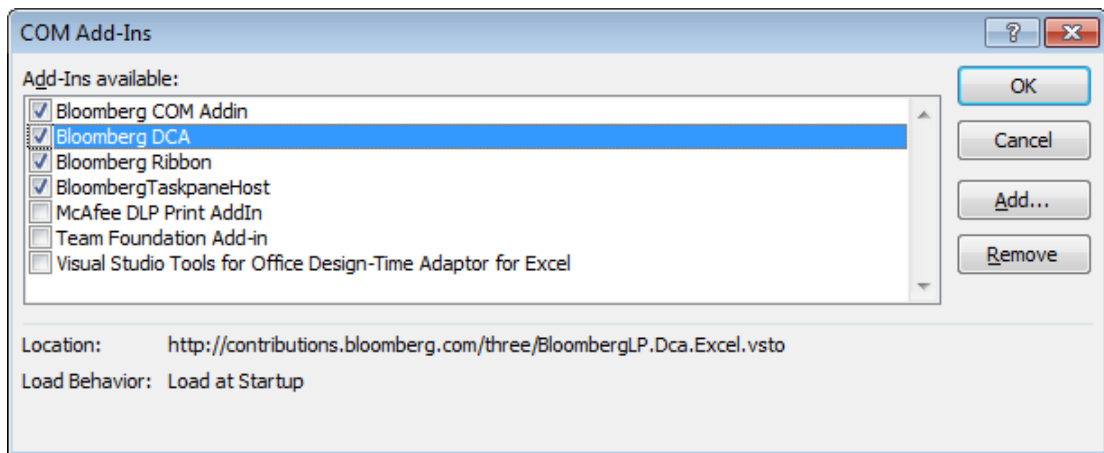 COM Add-Ins
Add-Ins available:
Bloomberg COM Addin
Bloomberg DCA
Bloomberg Ribbon
BloombergTaskpaneHost
McAfee DLP Print AddIn
Team Foundation Add-in
Visual Studio Tools for Office Design-Time Adaptor for Excel
OK
Cancel
Add...
Remove
Location: http://contributions.bloomberg.com/three/BloombergLP.Dca.Excel.vsto
Load Behavior: Load at Startup